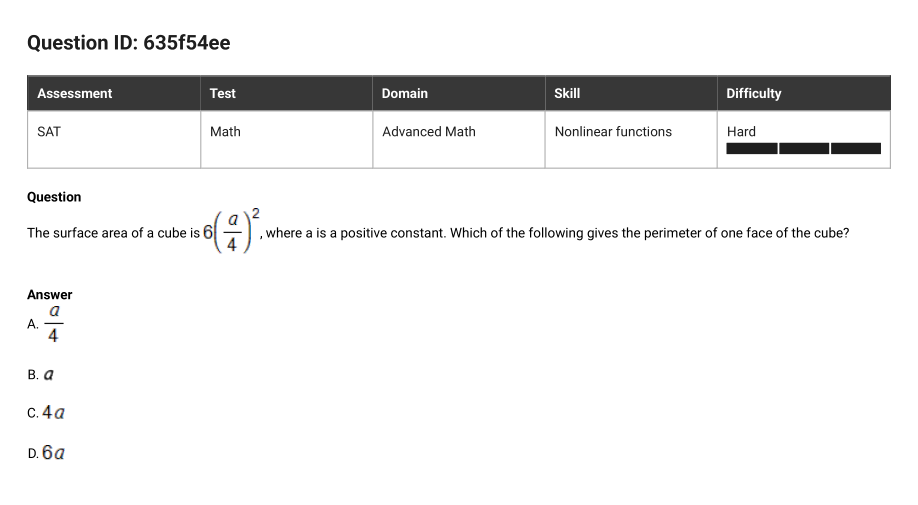 Question ID: 635f54ee
Assessment Test Domain Skill Difficulty
SAT Math Advanced Math Nonlinear functions Hard
Question
The surface area of a cube is 6(a/4)², where a is a positive constant. Which of the following gives the perimeter of one face of the cube?
Answer
A. a/4
B. a
C. 4a
D. 6a